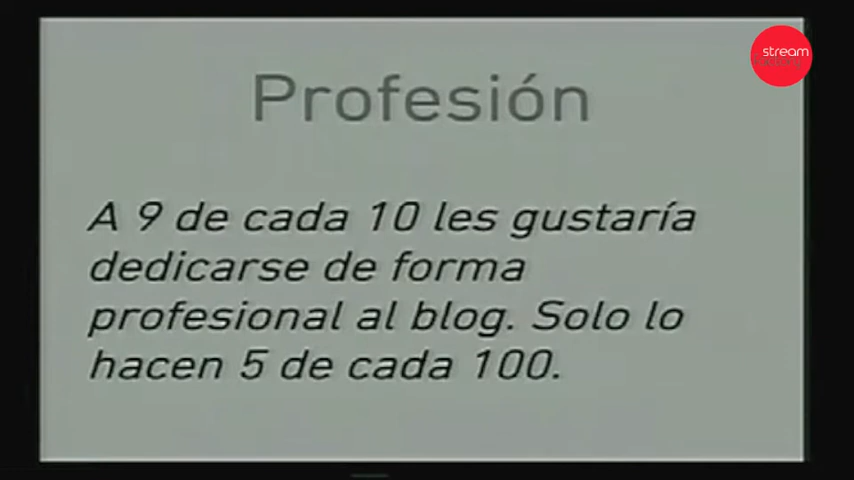 stream
factory
Profesión
A 9 de cada 10 les gustaría
dedicarse de forma
profesional al blog. Solo lo
hacen 5 de cada 100.